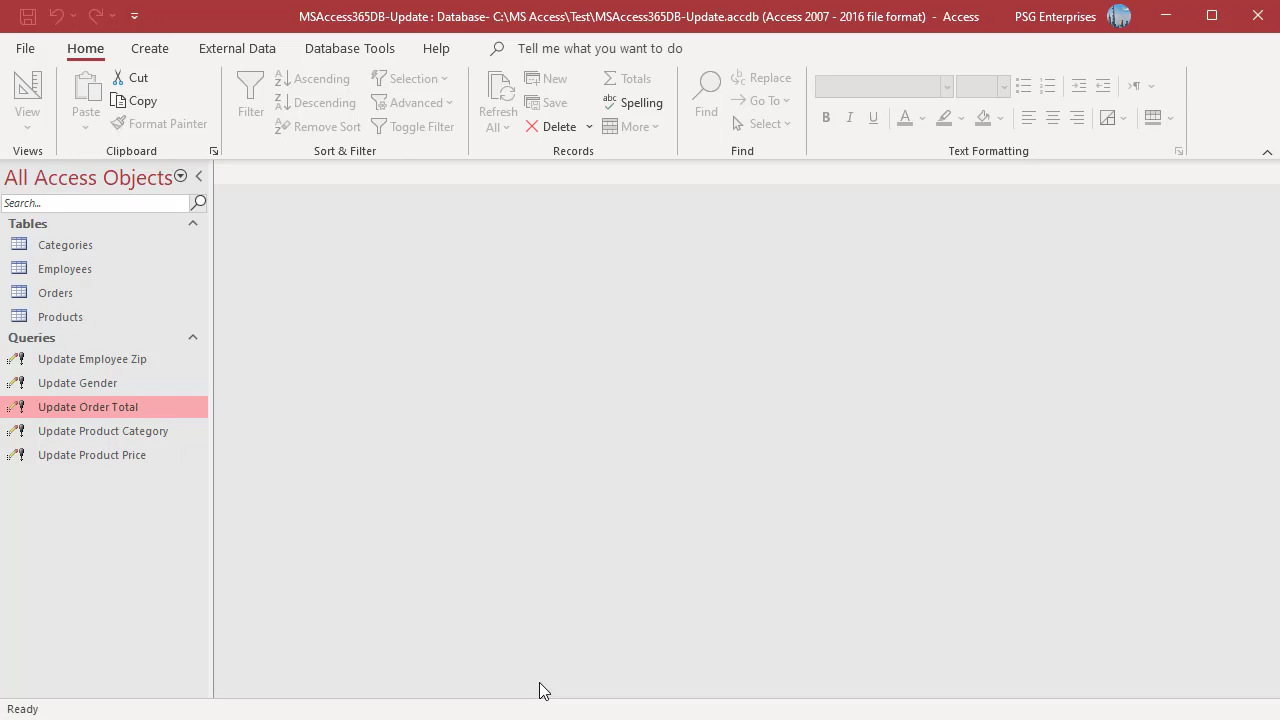 MSAccess365DB-Update : Database- C:\MS Access\Test\MSAccess365DB-Update.accdb (Access 2007 - 2016 file format) - Access
PSG Enterprises
File Home Create External Data Database Tools Help Tell me what you want to do
View
Views
Paste
Cut
Copy
Format Painter
Clipboard
Filter
Ascending
Descending
Remove Sort
Selection
Advanced
Toggle Filter
Sort & Filter
Refresh
All
New
Save
Delete
Totals
abc Spelling
More
Records
Find
Replace
Go To
Select
Find
B I U A
Text Formatting
All Access Objects
Search...
Tables
Categories
Employees
Orders
Products
Queries
Update Employee Zip
Update Gender
Update Order Total
Update Product Category
Update Product Price
Ready